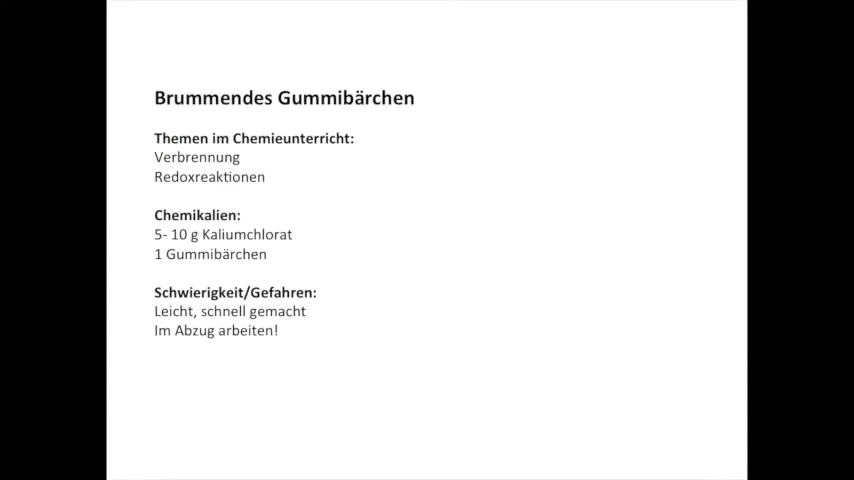 Brummendes Gummibärchen
Themen im Chemieunterricht:
Verbrennung
Redoxreaktionen
Chemikalien:
5- 10 g Kaliumchlorat
1 Gummibärchen
Schwierigkeit/Gefahren:
Leicht, schnell gemacht
Im Abzug arbeiten!